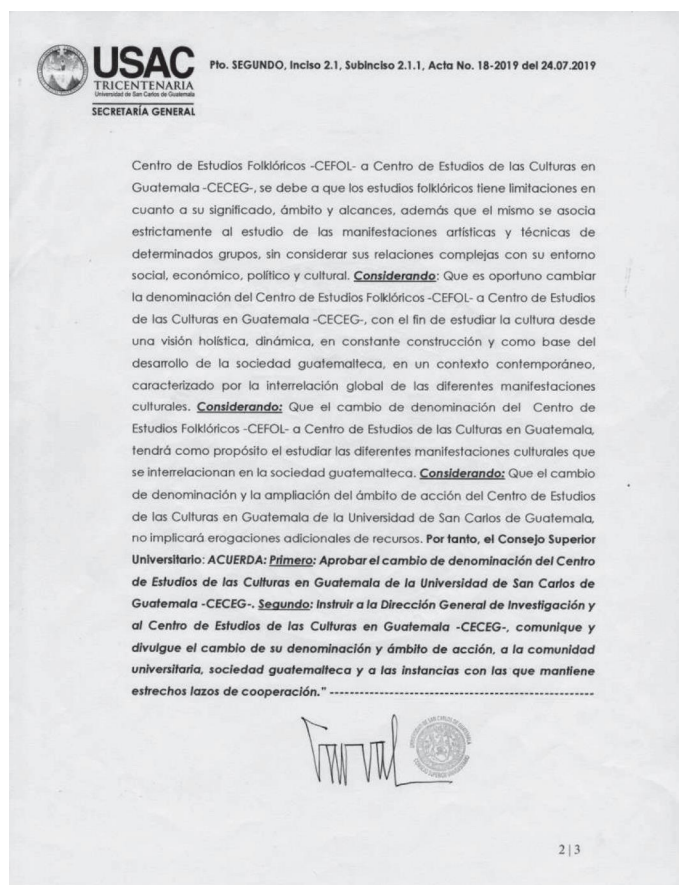 USAC
TRICENTENARIA
Universidad de San Carlos de Guatemala
SECRETARÍA GENERAL
Pto. SEGUNDO, Inciso 2.1, Subinciso 2.1.1, Acta No. 18-2019 del 24.07.2019
Centro de Estudios Folklóricos -CEFOL- a Centro de Estudios de las Culturas en
Guatemala -CECEG-, se debe a que los estudios folklóricos tiene limitaciones en
cuanto a su significado, ámbito y alcances, además que el mismo se asocia
estrictamente al estudio de las manifestaciones artísticas y técnicas de
determinados grupos, sin considerar sus relaciones complejas con su entorno
social, económico, político y cultural. Considerando: Que es oportuno cambiar
la denominación del Centro de Estudios Folklóricos -CEFOL- a Centro de Estudios
de las Culturas en Guatemala -CECEG-, con el fin de estudiar la cultura desde
una visión holística, dinámica, en constante construcción y como base del
desarrollo de la sociedad guatemalteca, en un contexto contemporáneo,
caracterizado por la interrelación global de las diferentes manifestaciones
culturales. Considerando: Que el cambio de denominación del Centro de
Estudios Folklóricos -CEFOL- a Centro de Estudios de las Culturas en Guatemala,
tendrá como propósito el estudiar las diferentes manifestaciones culturales que
se interrelacionan en la sociedad guatemalteca. Considerando: Que el cambio
de denominación y la ampliación del ámbito de acción del Centro de Estudios
de las Culturas en Guatemala de la Universidad de San Carlos de Guatemala,
no implicará erogaciones adicionales de recursos. Por tanto, el Consejo Superior
Universitario: ACUERDA: Primero: Aprobar el cambio de denominación del Centro
de Estudios de las Culturas en Guatemala de la Universidad de San Carlos de
Guatemala -CECEG-. Segundo: Instruir a la Dirección General de Investigación y
al Centro de Estudios de las Culturas en Guatemala -CECEG-, comunique y
divulgue el cambio de su denominación y ámbito de acción, a la comunidad
universitaria, sociedad guatemalteca y a las instancias con las que mantiene
estrechos lazos de cooperación." --------------------------------------------------
2|3